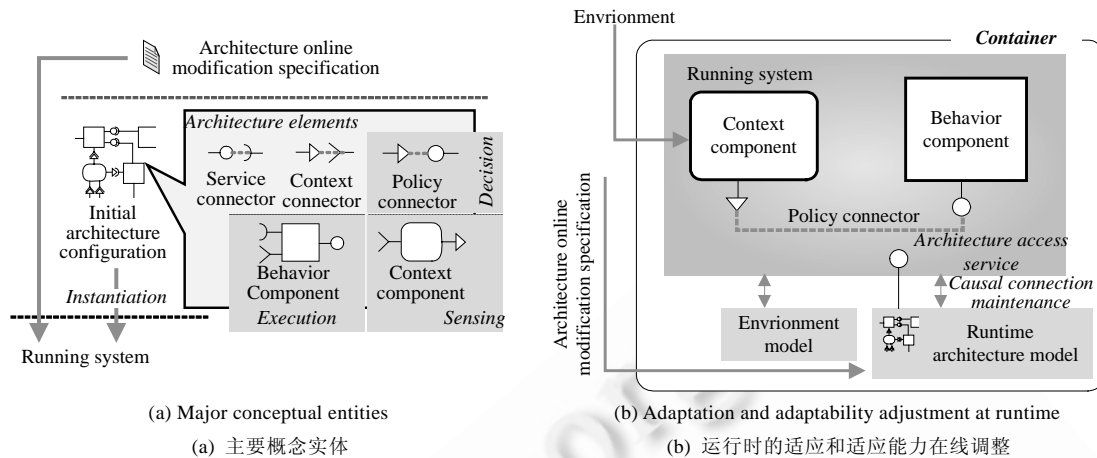 Architecture online
modification specification
Architecture elements
Service
connector
Context
connector
Policy
connector
Decision
Initial
architecture
configuration
Behavior
Component
Context
component
Instantiation
Execution
Sensing
Running system
(a) Major conceptual entities
(a) 主要概念实体
Envrionment
Container
Running system
Context
component
Behavior
component
Policy connector
Architecture online
modification specification
Architecture access
service
Causal connection
maintenance
Envrionment
model
Runtime
architecture model
(b) Adaptation and adaptability adjustment at runtime
(b) 运行时的适应和适应能力在线调整